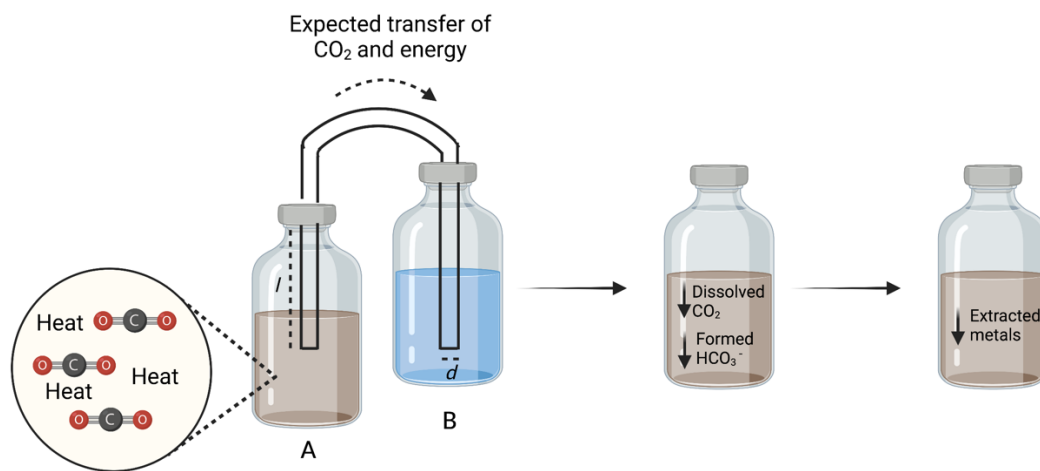 Expected transfer of
CO₂ and energy
l
d
A
B
Heat
O C O
O C O
Heat
Heat
O C O
Dissolved
CO₂
Formed
HCO₃⁻
Extracted
metals